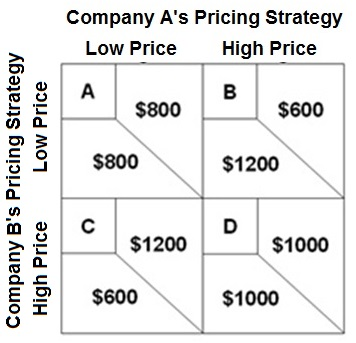 Company A's Pricing Strategy
Low Price High Price
Company B's Pricing Strategy
Low Price
A $800
$800
B $600
$1200
High Price
C $1200
$600
D $1000
$1000